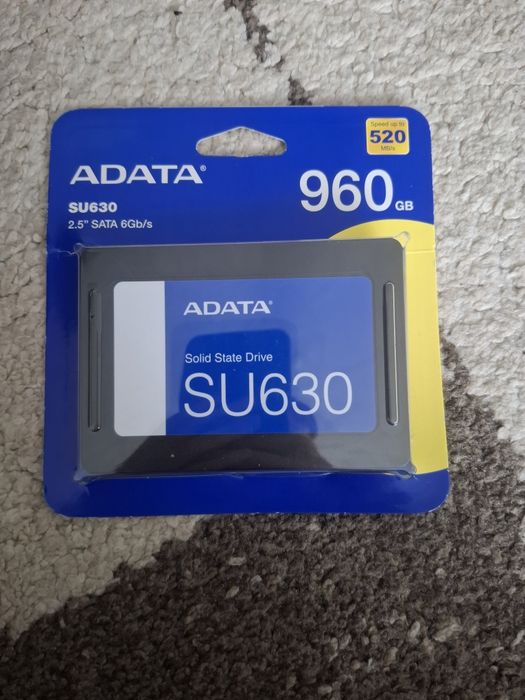 Speed up to
520
MB/s
ADATA®
960 GB
SU630
2.5" SATA 6Gb/s
ADATA®
Solid State Drive
SU630